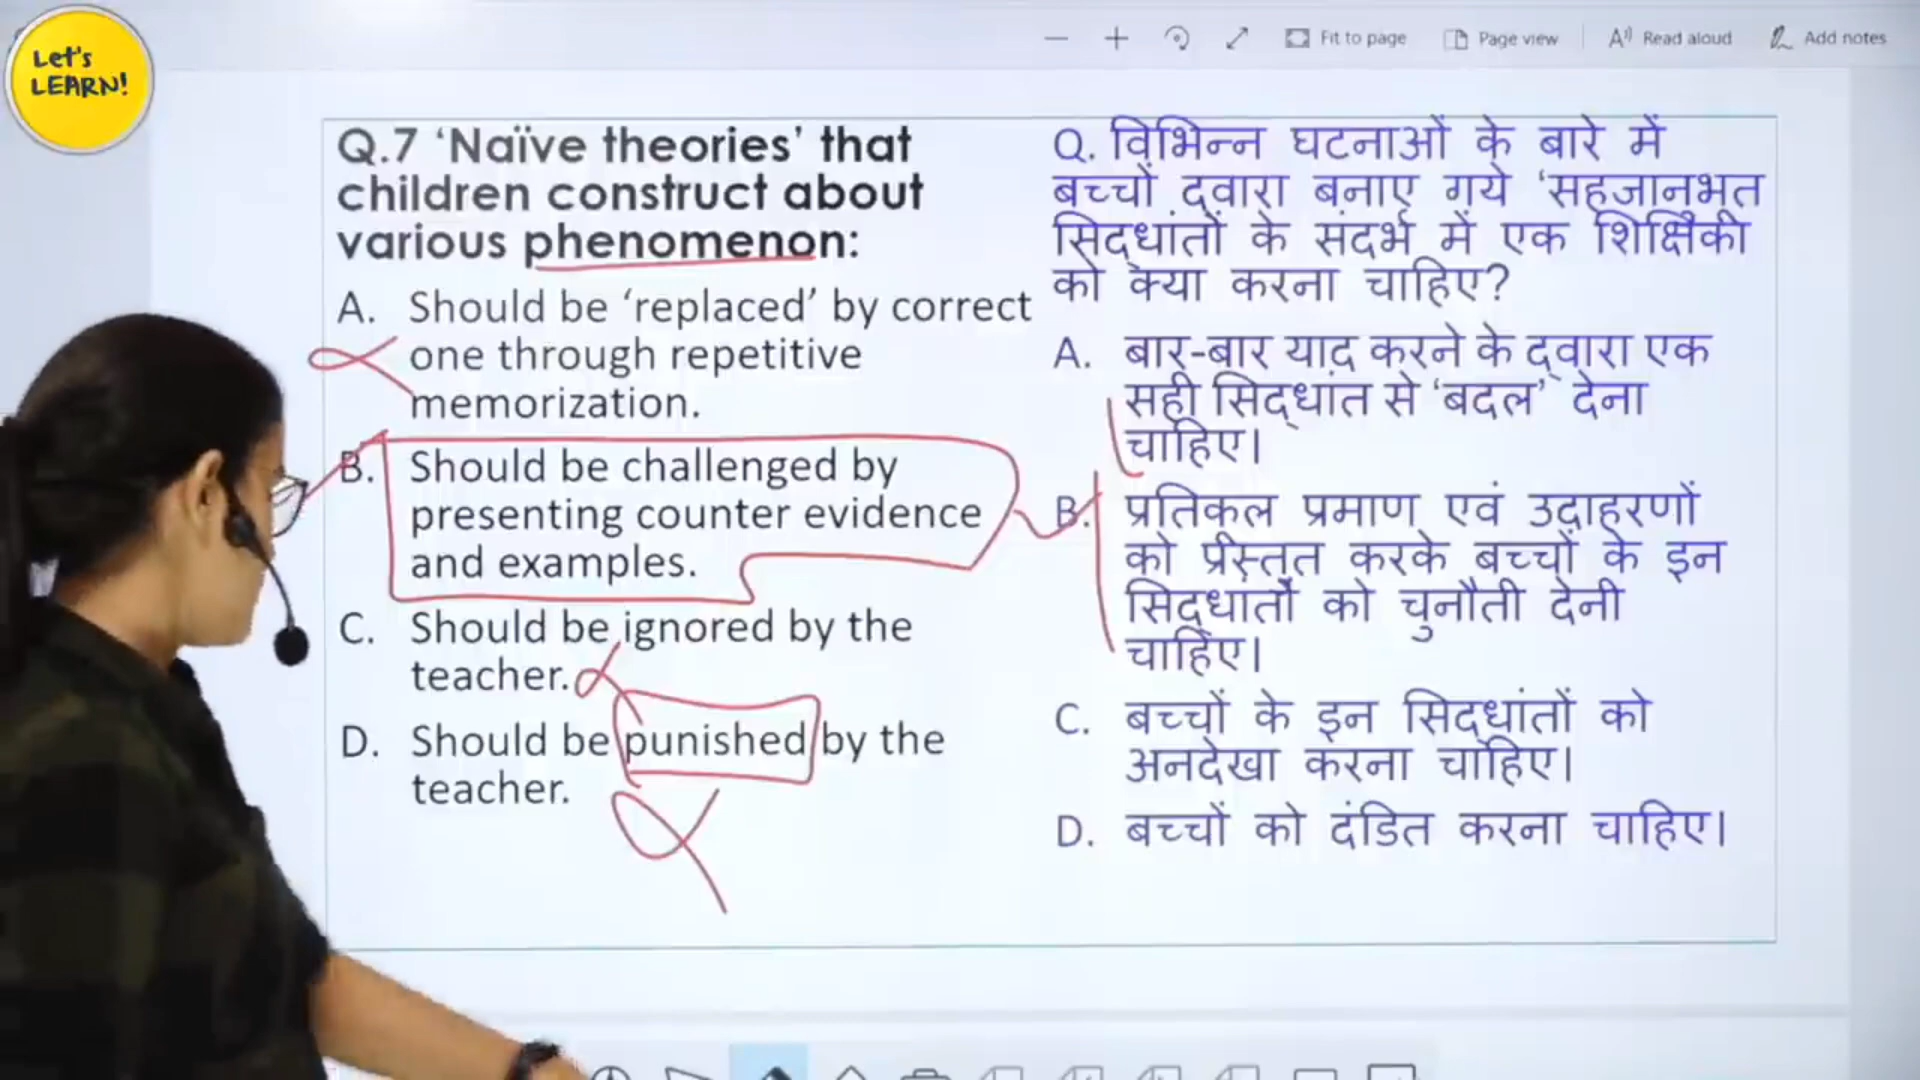 Let's
LEARN!
Fit to page
Page view
Read aloud
Add notes
Q.7 ‘Naïve theories’ that
children construct about
various phenomenon:
A. Should be ‘replaced’ by correct
one through repetitive
memorization.
B. Should be challenged by
presenting counter evidence
and examples.
C. Should be ignored by the
teacher.
D. Should be punished by the
teacher.
Q. विभिन्न घटनाओं के बारे में
बच्चों द्वारा बनाए गये ‘सहजानुभूत
सिद्धांतों के संदर्भ में एक शिक्षिकी
को क्या करना चाहिए?
A. बार-बार याद करने के द्वारा एक
सही सिद्धांत से ‘बदल’ देना
चाहिए।
B. प्रतिकूल प्रमाण एवं उदाहरणों
को प्रस्तुत करके बच्चों के इन
सिद्धांतों को चुनौती देनी
चाहिए।
C. बच्चों के इन सिद्धांतों को
अनदेखा करना चाहिए।
D. बच्चों को दंडित करना चाहिए।